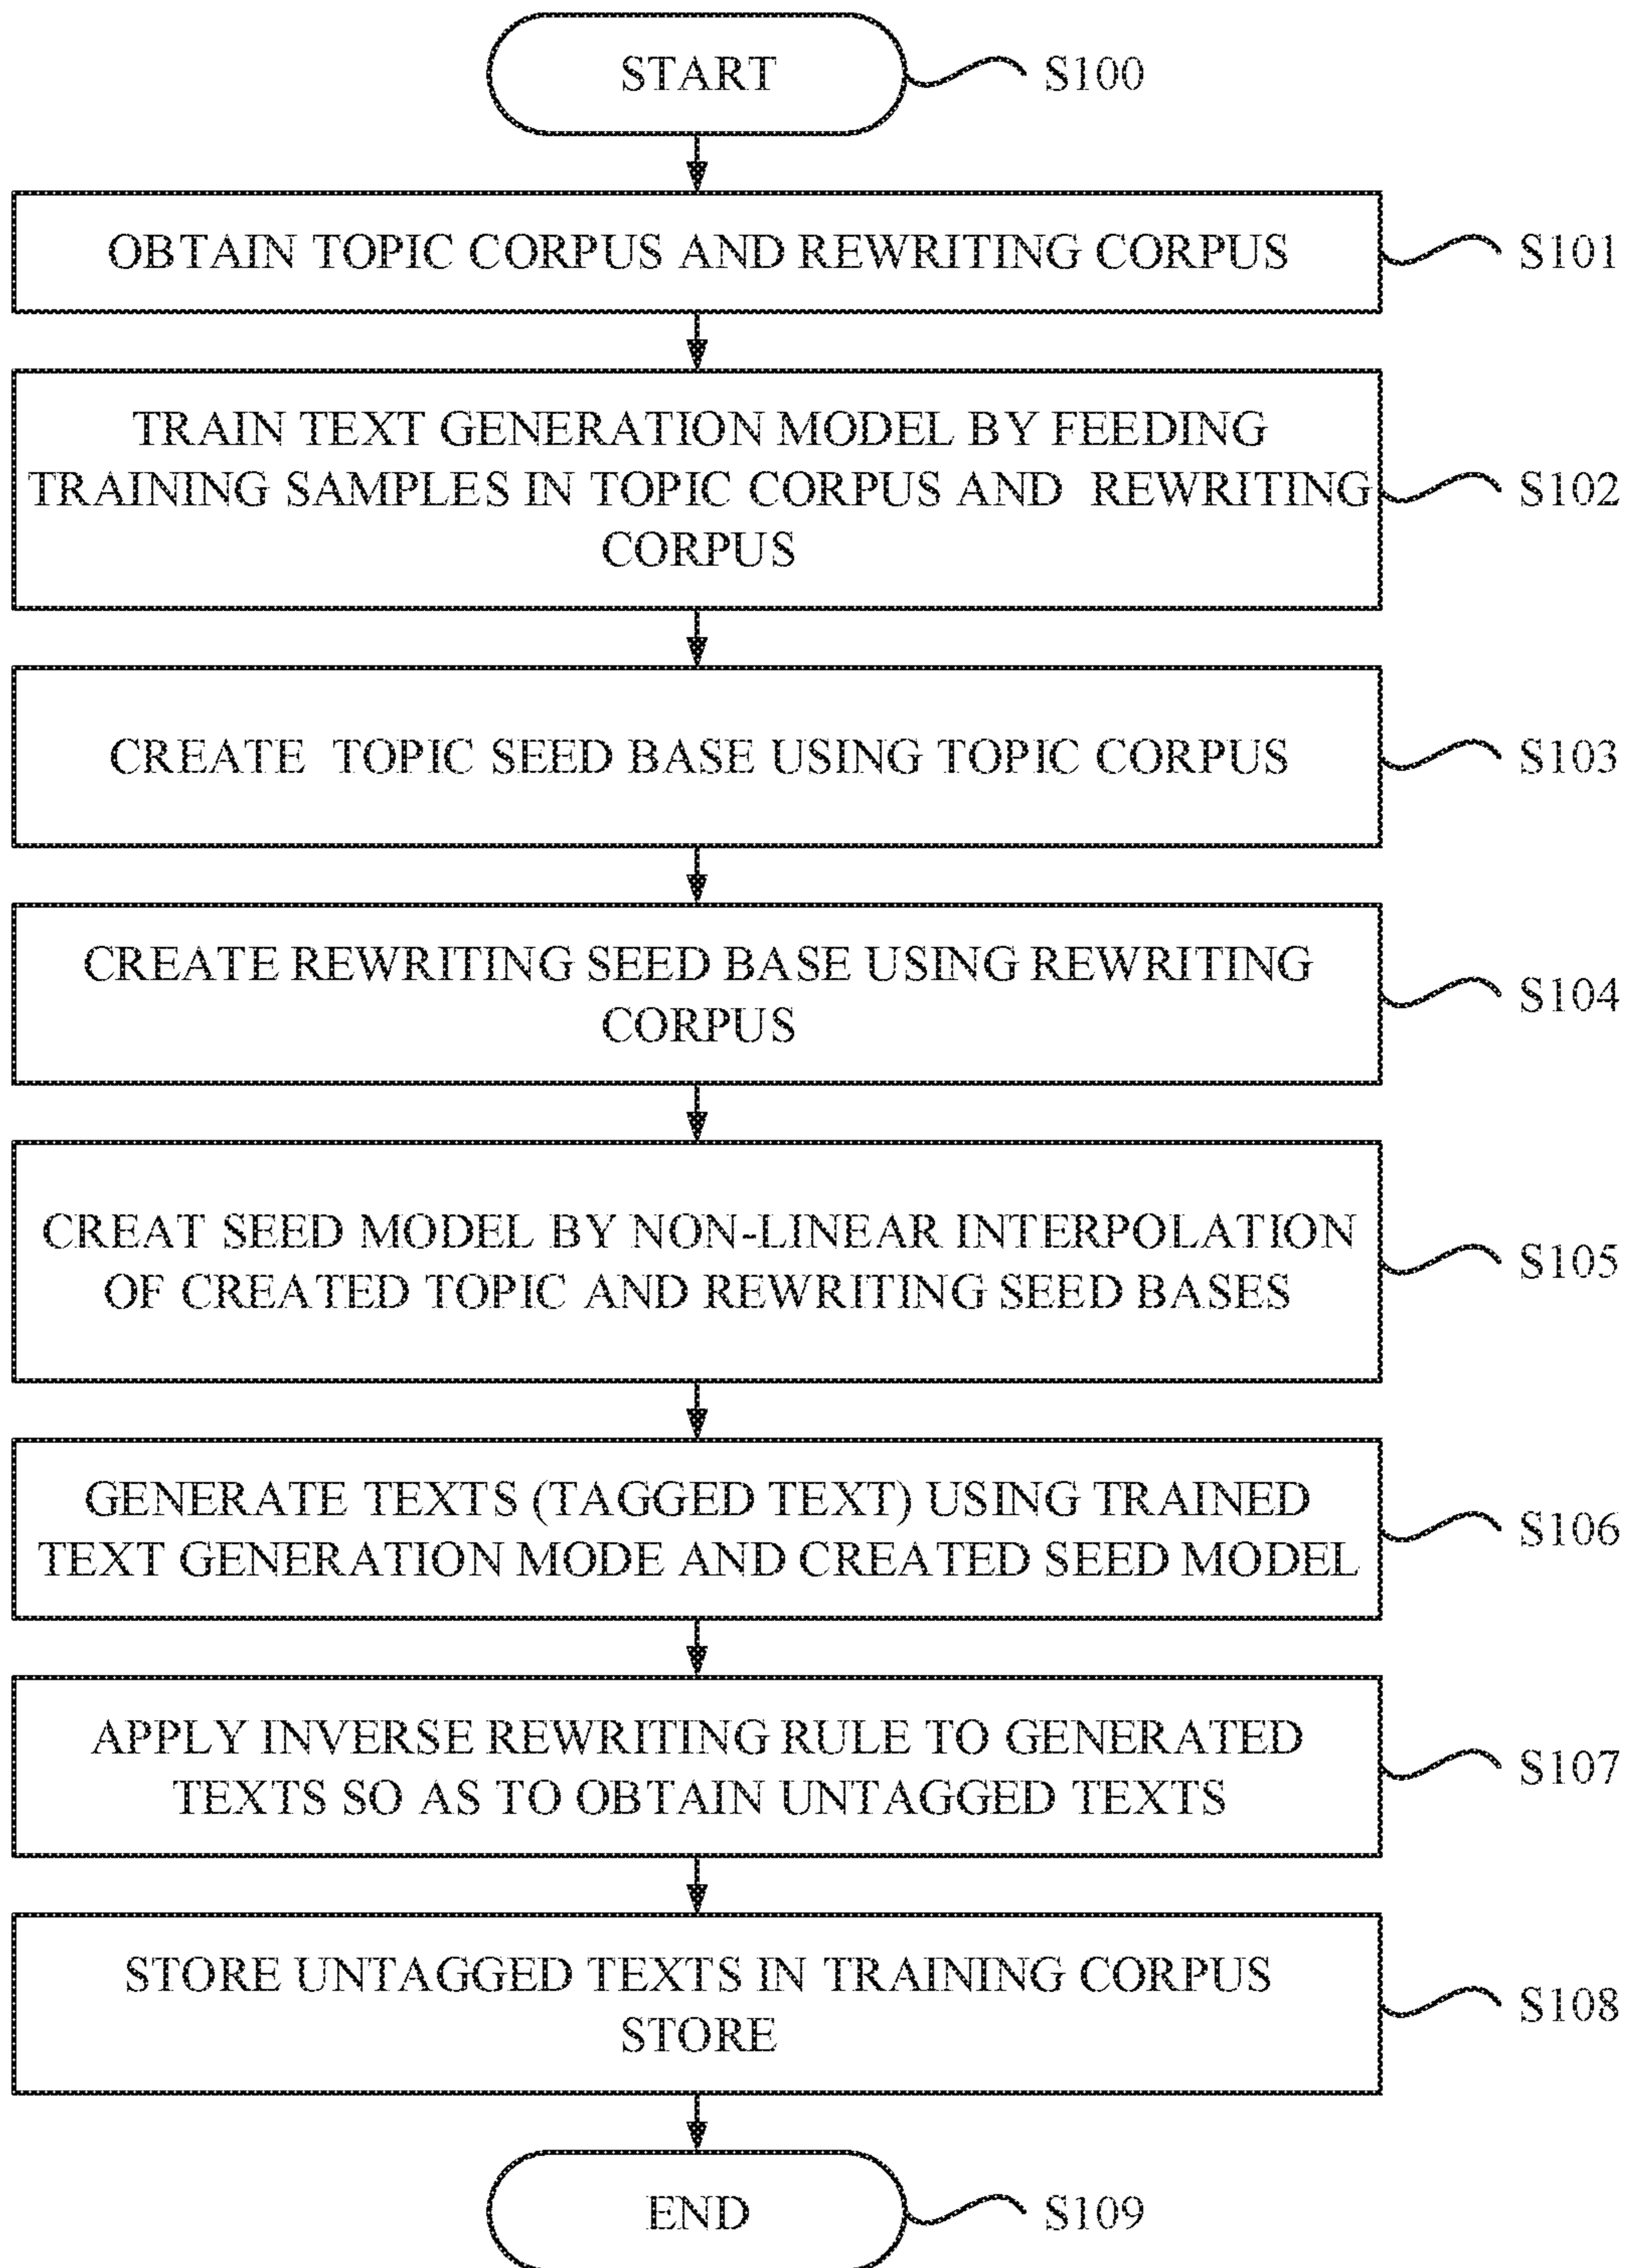 START
S100
OBTAIN TOPIC CORPUS AND REWRITING CORPUS
S101
TRAIN TEXT GENERATION MODEL BY FEEDING
TRAINING SAMPLES IN TOPIC CORPUS AND REWRITING
CORPUS
S102
CREATE TOPIC SEED BASE USING TOPIC CORPUS
S103
CREATE REWRITING SEED BASE USING REWRITING
CORPUS
S104
CREAT SEED MODEL BY NON-LINEAR INTERPOLATION
OF CREATED TOPIC AND REWRITING SEED BASES
S105
GENERATE TEXTS (TAGGED TEXT) USING TRAINED
TEXT GENERATION MODE AND CREATED SEED MODEL
S106
APPLY INVERSE REWRITING RULE TO GENERATED
TEXTS SO AS TO OBTAIN UNTAGGED TEXTS
S107
STORE UNTAGGED TEXTS IN TRAINING CORPUS
STORE
S108
END
S109